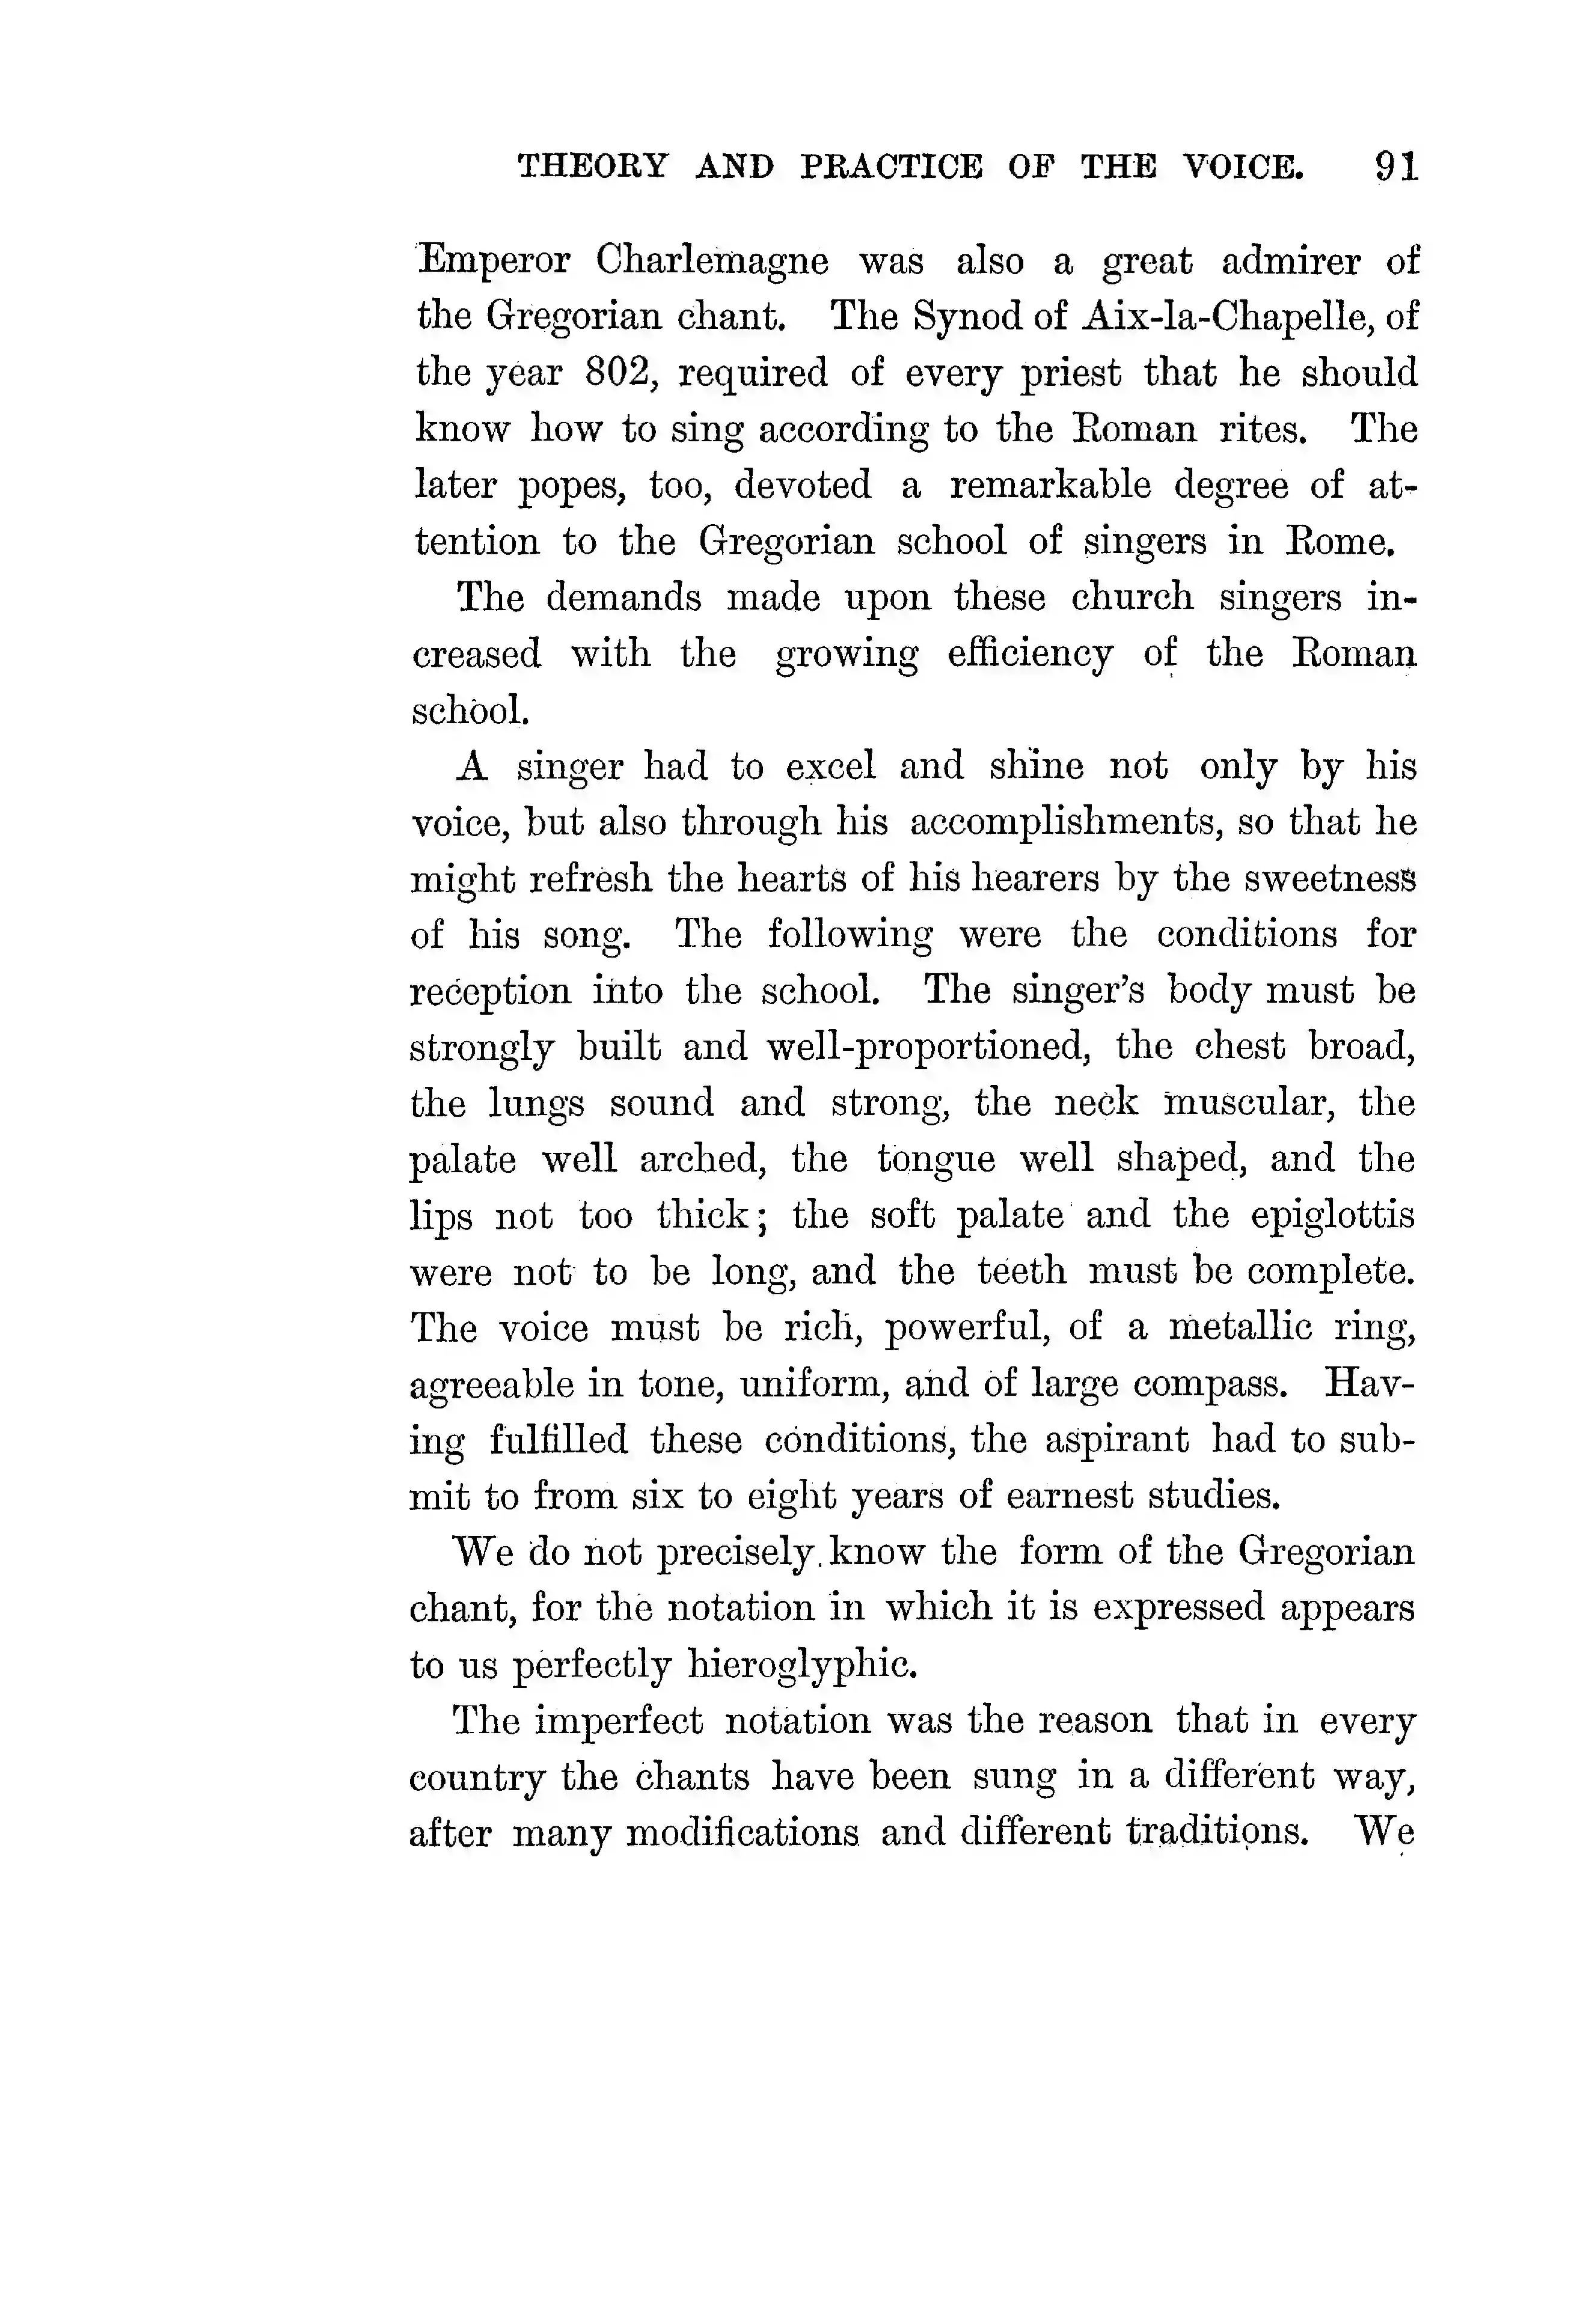 THEORY AND PRACTICE OF THE VOICE. 91
Emperor Charlemagne was also a great admirer of
the Gregorian chant. The Synod of Aix-la-Chapelle, of
the year 802, required of every priest that he should
know how to sing according to the Roman rites. The
later popes, too, devoted a remarkable degree of at-
tention to the Gregorian school of singers in Rome.
The demands made upon these church singers in-
creased with the growing efficiency of the Roman
school.
A singer had to excel and shine not only by his
voice, but also through his accomplishments, so that he
might refresh the hearts of his hearers by the sweetness
of his song. The following were the conditions for
reception into the school. The singer's body must be
strongly built and well-proportioned, the chest broad,
the lungs sound and strong, the neck muscular, the
palate well arched, the tongue well shaped, and the
lips not too thick; the soft palate and the epiglottis
were not to be long, and the teeth must be complete.
The voice must be rich, powerful, of a metallic ring,
agreeable in tone, uniform, and of large compass. Hav-
ing fulfilled these conditions, the aspirant had to sub-
mit to from six to eight years of earnest studies.
We do not precisely know the form of the Gregorian
chant, for the notation in which it is expressed appears
to us perfectly hieroglyphic.
The imperfect notation was the reason that in every
country the chants have been sung in a different way,
after many modifications and different traditions. We